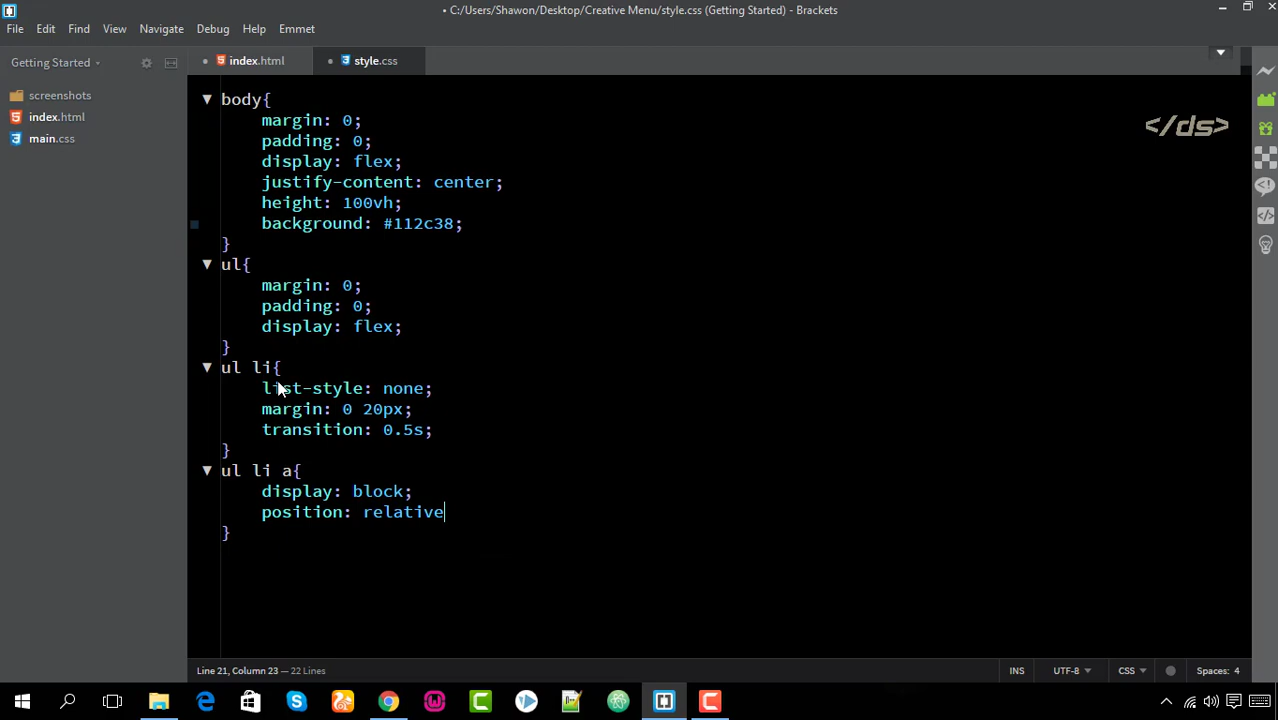 • C:/Users/Shawon/Desktop/Creative Menu/style.css (Getting Started) - Brackets
File Edit Find View Navigate Debug Help Emmet
Getting Started
• index.html
• style.css
screenshots
index.html
main.css
</ds>
body{
margin: 0;
padding: 0;
display: flex;
justify-content: center;
height: 100vh;
background: #112c38;
}
ul{
margin: 0;
padding: 0;
display: flex;
}
ul li{
list-style: none;
margin: 0 20px;
transition: 0.5s;
}
ul li a{
display: block;
position: relative
}
Line 21, Column 23 — 22 Lines
INS UTF-8 CSS Spaces: 4